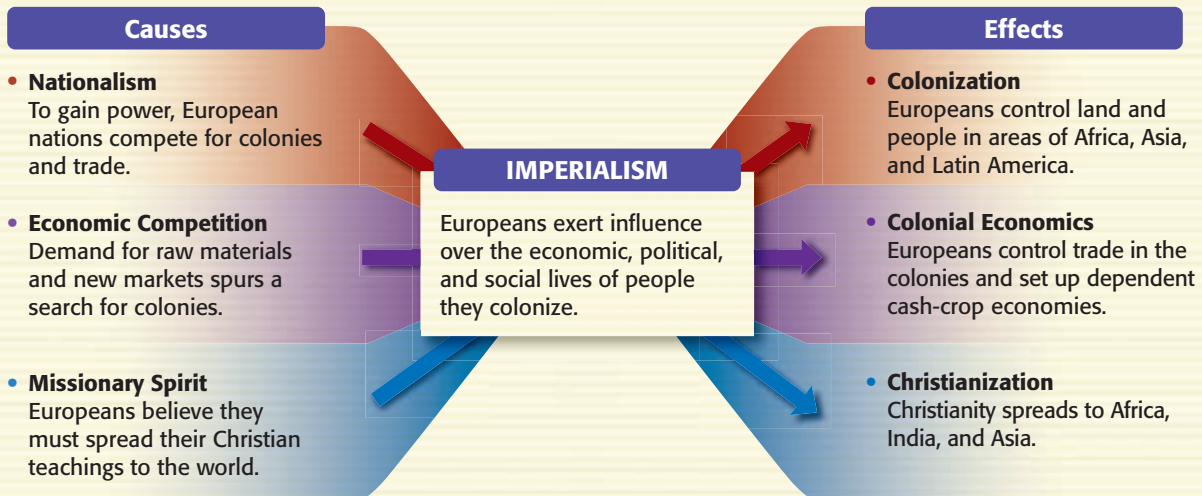 Causes
• Nationalism
To gain power, European
nations compete for colonies
and trade.
• Economic Competition
Demand for raw materials
and new markets spurs a
search for colonies.
• Missionary Spirit
Europeans believe they
must spread their Christian
teachings to the world.
IMPERIALISM
Europeans exert influence
over the economic, political,
and social lives of people
they colonize.
Effects
• Colonization
Europeans control land and
people in areas of Africa, Asia,
and Latin America.
• Colonial Economics
Europeans control trade in the
colonies and set up dependent
cash-crop economies.
• Christianization
Christianity spreads to Africa,
India, and Asia.